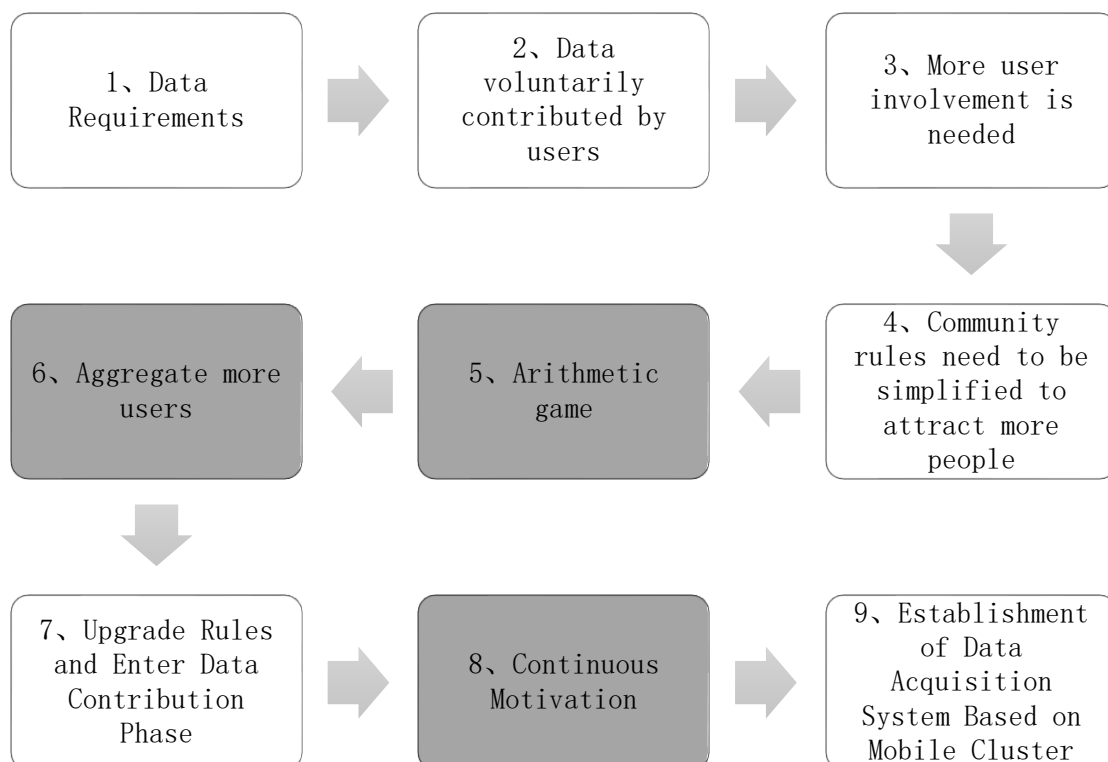 1、Data
Requirements
2、Data
voluntarily
contributed by
users
3、More user
involvement is
needed
4、Community
rules need to be
simplified to
attract more
people
5、Arithmetic
game
6、Aggregate more
users
7、Upgrade Rules
and Enter Data
Contribution
Phase
8、Continuous
Motivation
9、Establishment
of Data
Acquisition
System Based on
Mobile Cluster